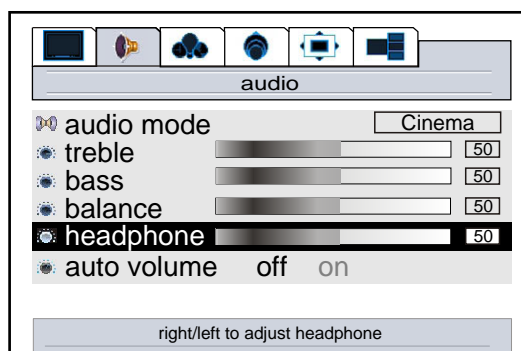 audio
audio mode Cinema
treble 50
bass 50
balance 50
headphone 50
auto volume off on
right/left to adjust headphone